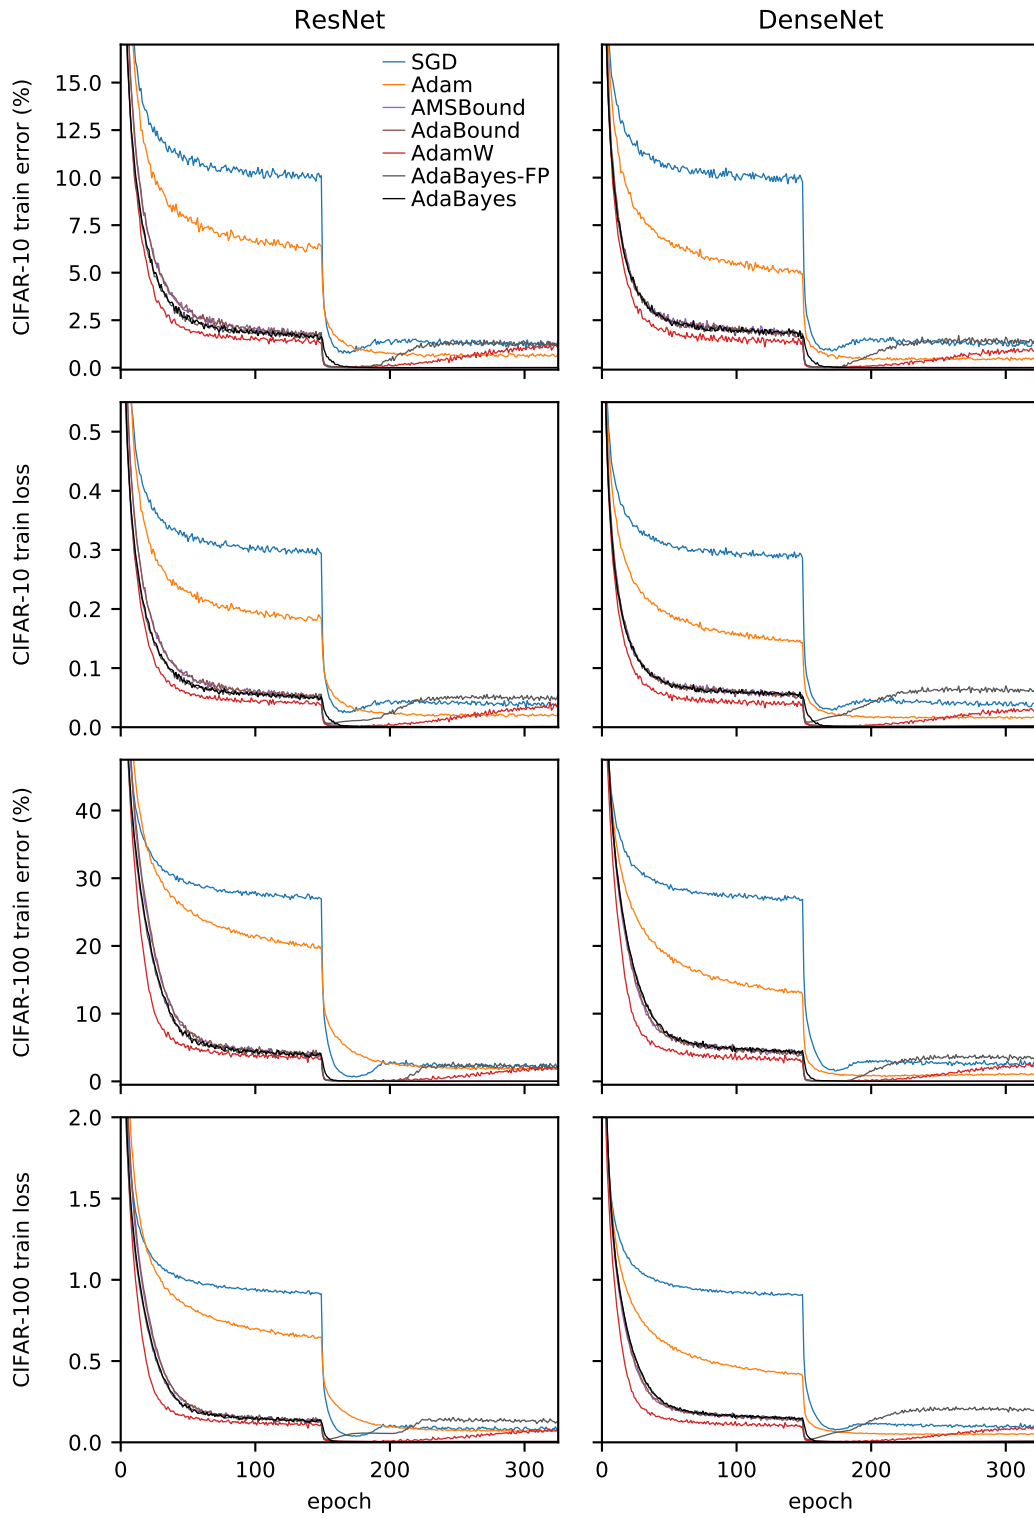 ResNet
DenseNet
CIFAR-10 train error (%)
15.0
12.5
10.0
7.5
5.0
2.5
0.0
SGD
Adam
AMSBound
AdaBound
AdamW
AdaBayes-FP
AdaBayes
CIFAR-10 train loss
0.5
0.4
0.3
0.2
0.1
0.0
CIFAR-100 train error (%)
40
30
20
10
0
CIFAR-100 train loss
2.0
1.5
1.0
0.5
0.0
0 100 200 300
0 100 200 300
epoch
epoch